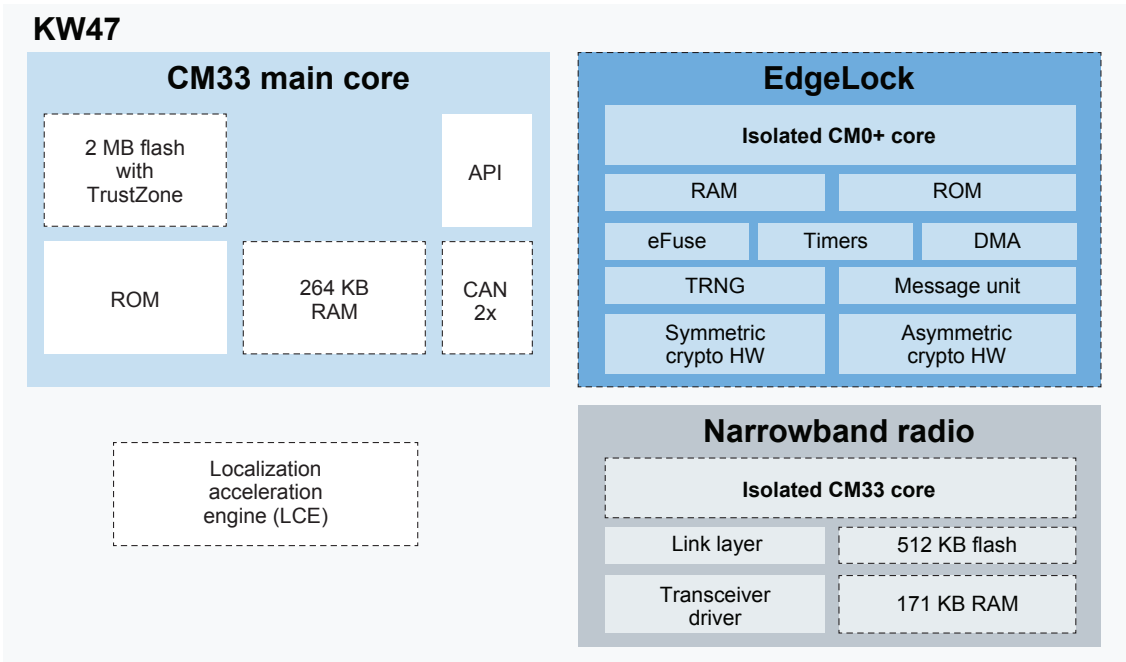 KW47
CM33 main core
2 MB flash
with
TrustZone
API
ROM
264 KB
RAM
CAN
2x
Localization
acceleration
engine (LCE)
EdgeLock
Isolated CM0+ core
RAM
ROM
eFuse
Timers
DMA
TRNG
Message unit
Symmetric
crypto HW
Asymmetric
crypto HW
Narrowband radio
Isolated CM33 core
Link layer
512 KB flash
Transceiver
driver
171 KB RAM